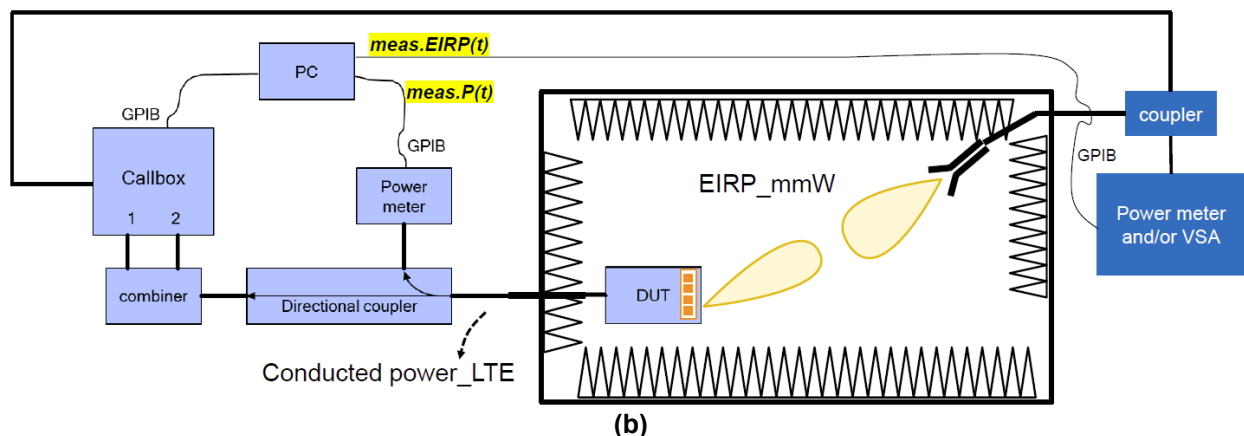 meas.EIRP(t)
PC
meas.P(t)
GPIB
GPIB
coupler
GPIB
Callbox
1 2
Power
meter
EIRP_mmW
Power meter
and/or VSA
combiner
Directional coupler
DUT
Conducted power_LTE
(b)